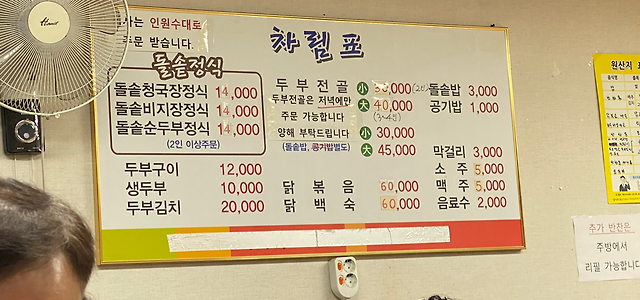 사는 인원수대로
주문 받습니다.
차림표
돌솥정식
돌솥청국장정식 14,000
돌솥비지장정식 14,000
돌솥순두부정식 14,000
(2인 이상주문)
두부구이 12,000
생두부 10,000
두부김치 20,000
두부전골 小 30,000 (2인)
두부전골은 저녁에만 大 40,000
주문 가능합니다 (3~4인)
양해 부탁드립니다 小 30,000
(돌솥밥, 공기밥별도) 大 45,000
닭볶음 60,000
닭백숙 60,000
돌솥밥 3,000
공기밥 1,000
막걸리 3,000
소주 5,000
맥주 5,000
음료수 2,000
원산지 표
추가 반찬은
주방에서
리필 가능합니다